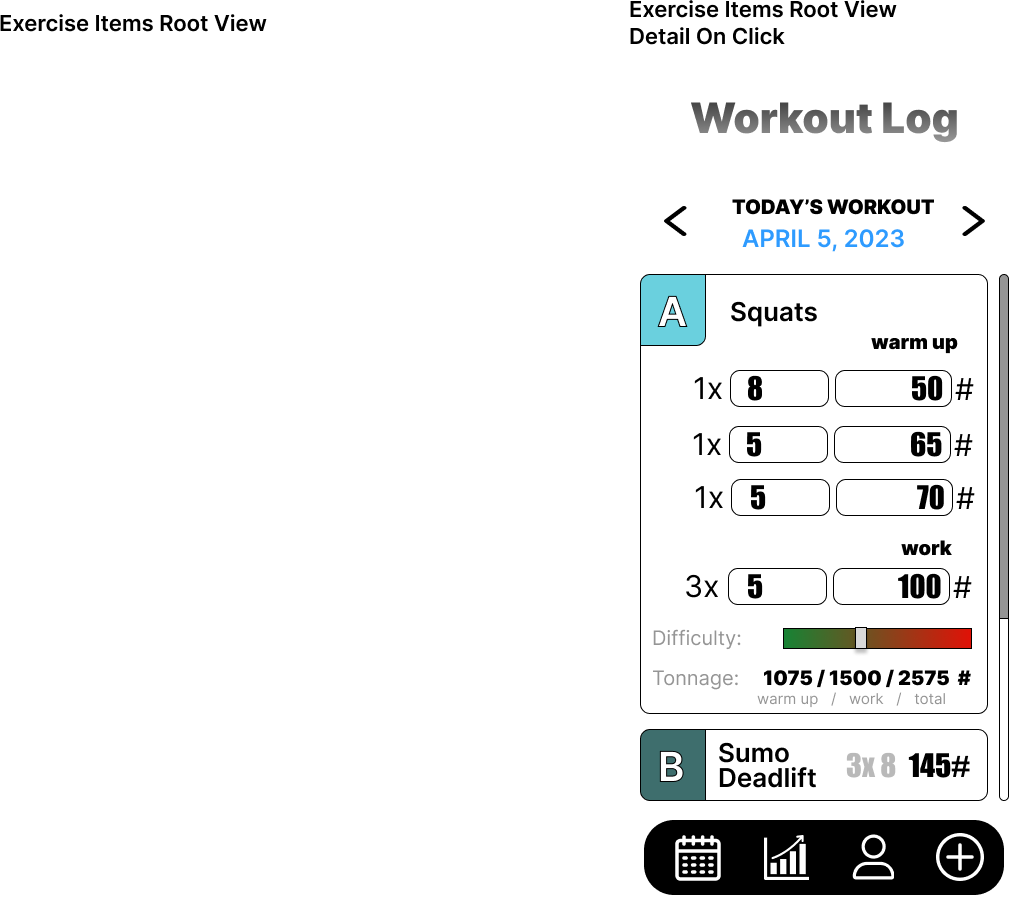 Exercise Items Root View
Exercise Items Root View
Detail On Click
Workout Log
TODAY’S WORKOUT
APRIL 5, 2023
A
Squats
warm up
1x 8 50 #
1x 5 65 #
1x 5 70 #
work
3x 5 100 #
Difficulty:
Tonnage: 1075 / 1500 / 2575 #
warm up / work / total
B
Sumo
Deadlift
3x 8 145#